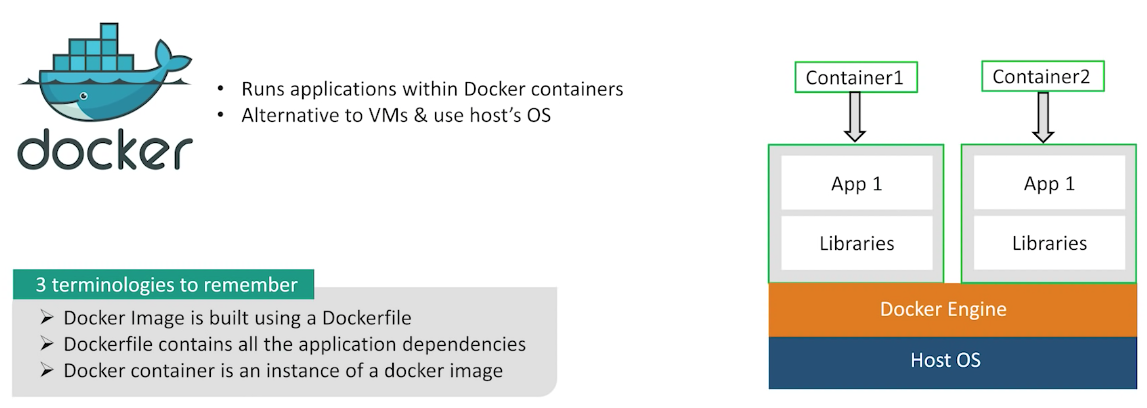 docker
• Runs applications within Docker containers
• Alternative to VMs & use host's OS
3 terminologies to remember
➢ Docker Image is built using a Dockerfile
➢ Dockerfile contains all the application dependencies
➢ Docker container is an instance of a docker image
Container1
Container2
App 1
App 1
Libraries
Libraries
Docker Engine
Host OS